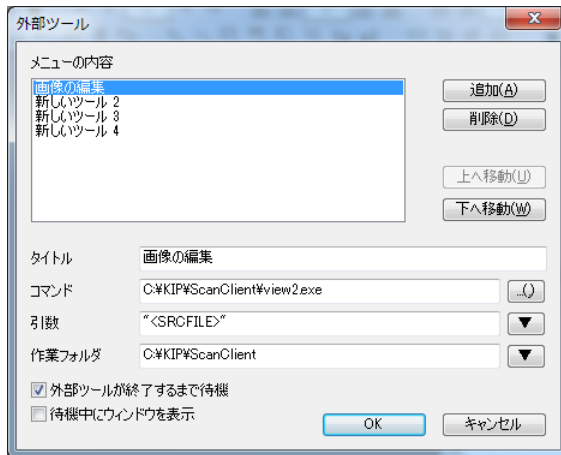 外部ツール
メニューの内容
画像の編集
新しいツール 2
新しいツール 3
新しいツール 4
追加(A)
削除(D)
上へ移動(U)
下へ移動(W)
タイトル
画像の編集
コマンド
C:¥KIP¥ScanClient¥view2.exe
...()
引数
"<SRCFILE>"
▼
作業フォルダ
C:¥KIP¥ScanClient
▼
外部ツールが終了するまで待機
待機中にウィンドウを表示
OK
キャンセル